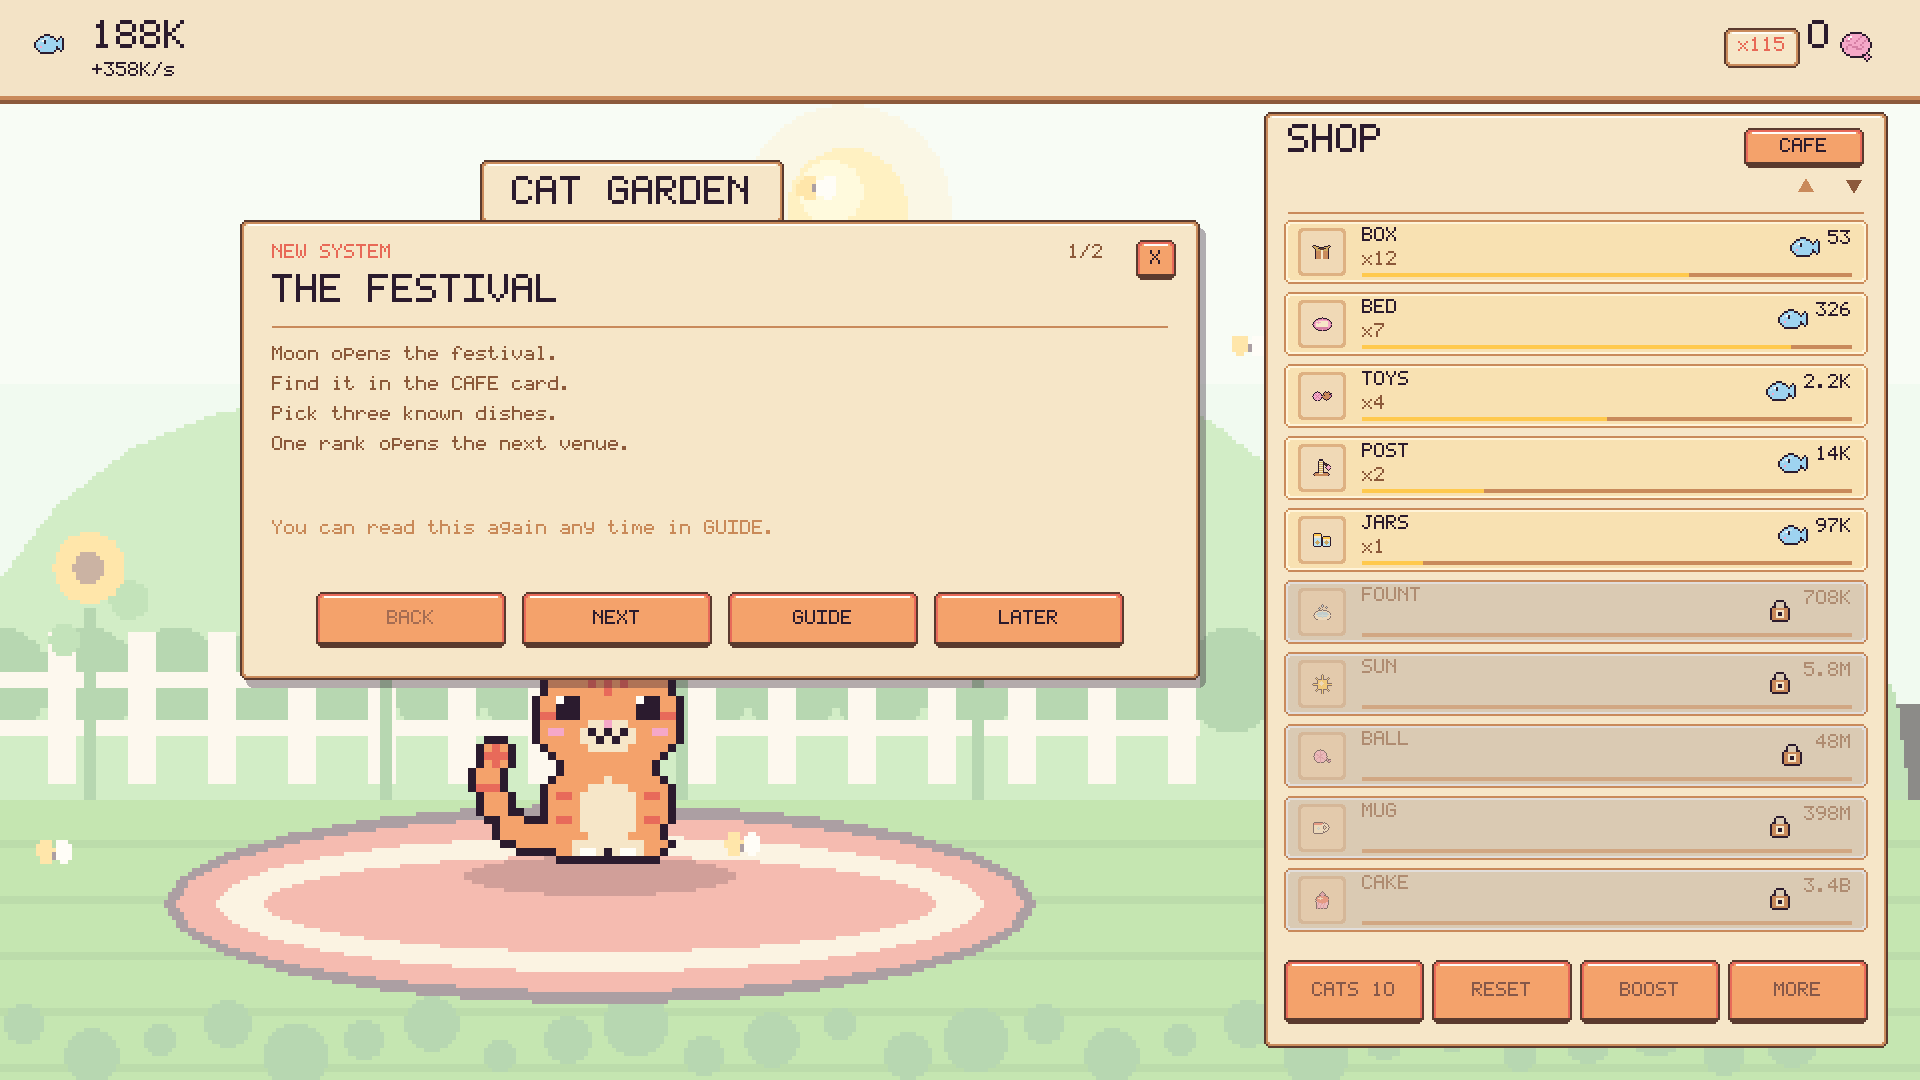 188K
+358K/s
x115
0
CAT GARDEN
NEW SYSTEM
1/2
X
THE FESTIVAL
Moon opens the festival.
Find it in the CAFE card.
Pick three known dishes.
One rank opens the next venue.
You can read this again any time in GUIDE.
BACK
NEXT
GUIDE
LATER
SHOP
CAFE
BOX
53
x12
BED
326
x7
TOYS
2.2K
x4
POST
14K
x2
JARS
97K
x1
FOUNT
708K
SUN
5.8M
BALL
48M
MUG
398M
CAKE
3.4B
CATS 10
RESET
BOOST
MORE